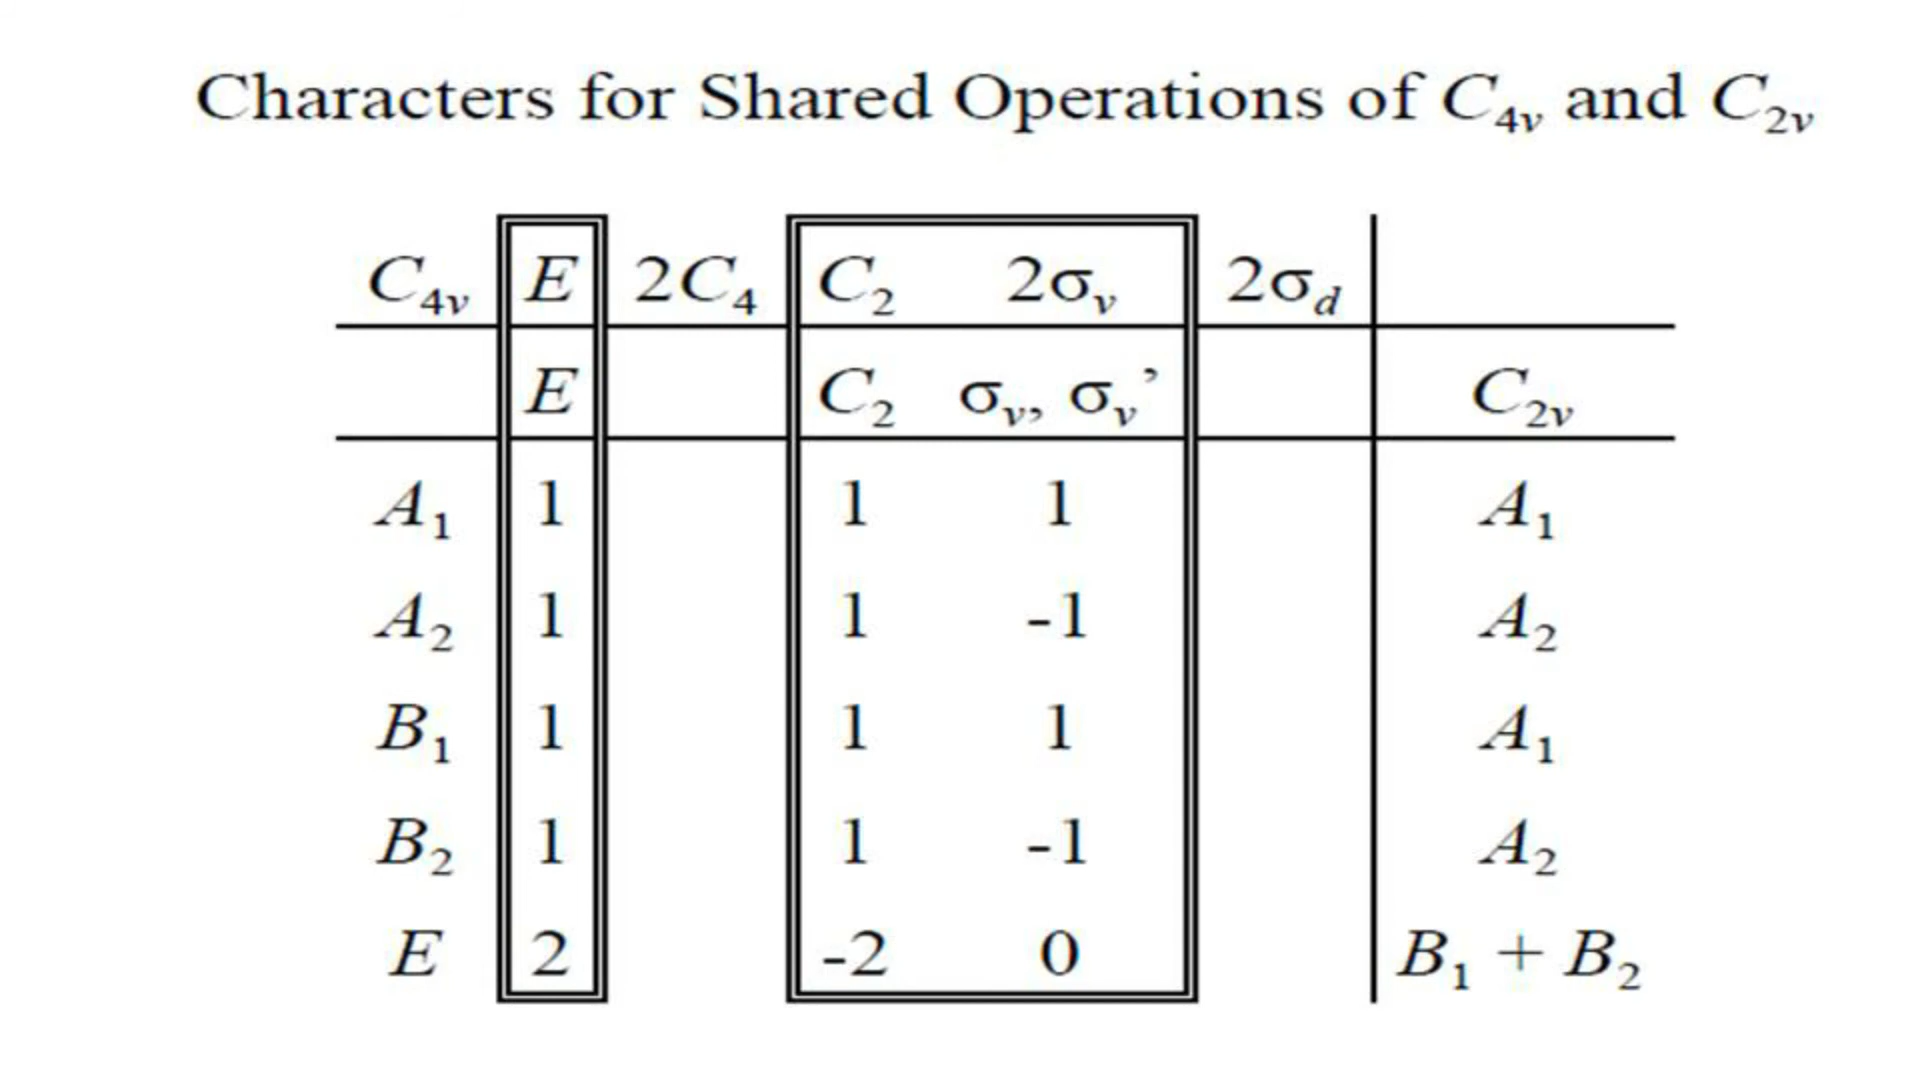 Characters for Shared Operations of C4v and C2v
C4v E 2C4 C2 2σv 2σd
E C2 σv, σv’ C2v
A1 1 1 1 A1
A2 1 1 -1 A2
B1 1 1 1 A1
B2 1 1 -1 A2
E 2 -2 0 B1 + B2